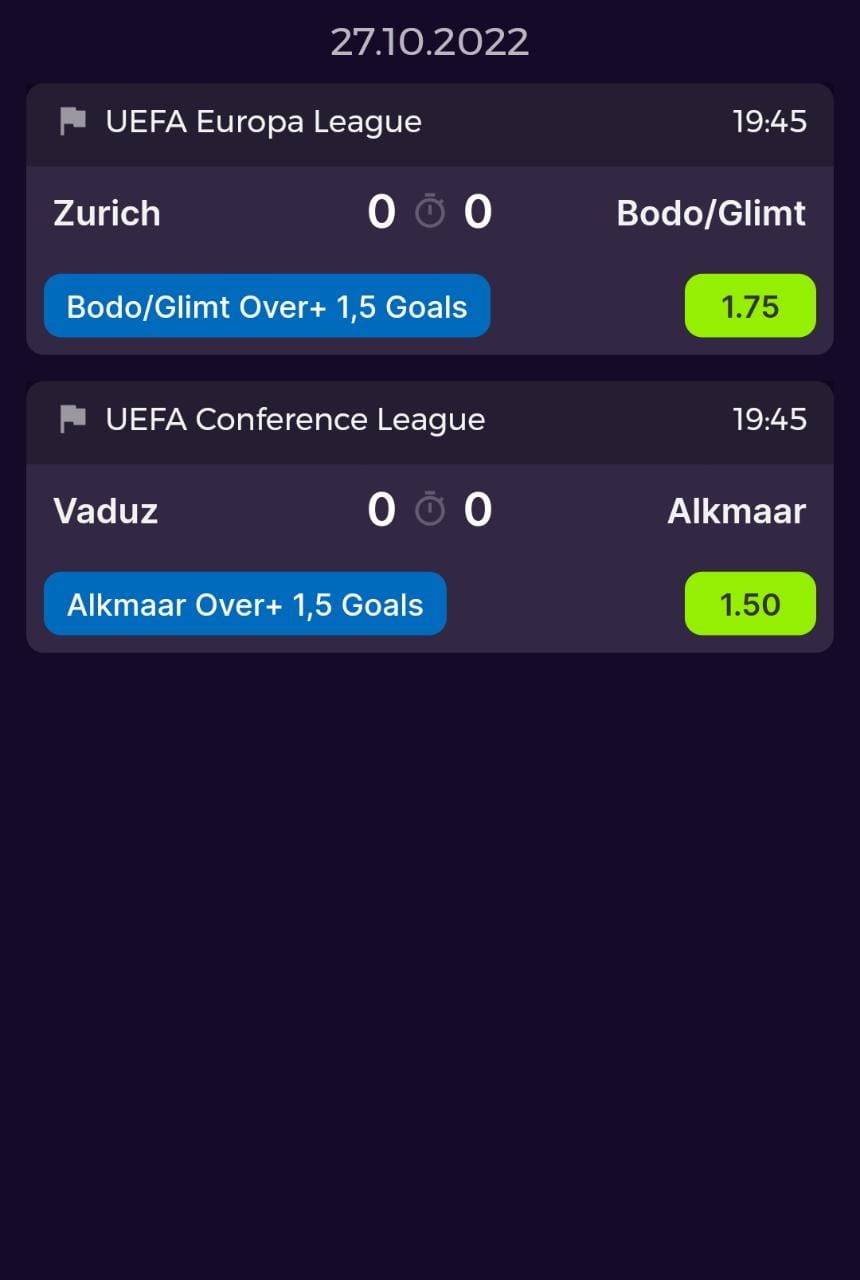 27.10.2022
UEFA Europa League 19:45
Zurich 0 0 Bodo/Glimt
Bodo/Glimt Over+ 1,5 Goals 1.75
UEFA Conference League 19:45
Vaduz 0 0 Alkmaar
Alkmaar Over+ 1,5 Goals 1.50